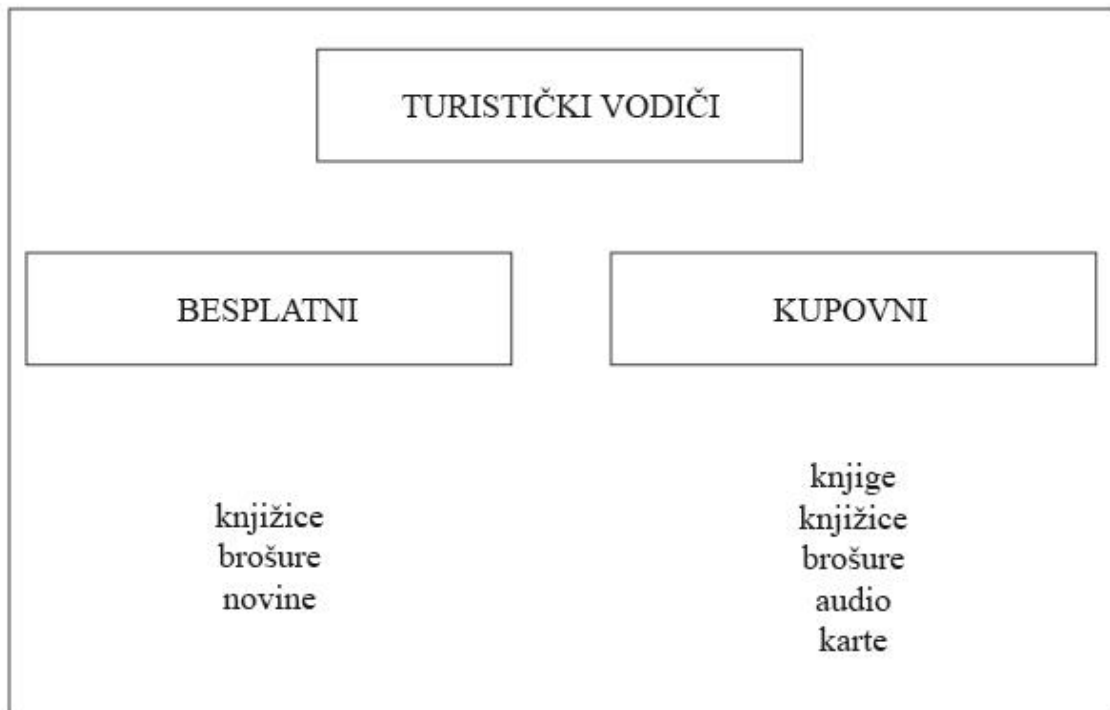 TURISTIČKI VODIČI
BESPLATNI
KUPOVNI
knjižice
brošure
novine
knjige
knjižice
brošure
audio
karte